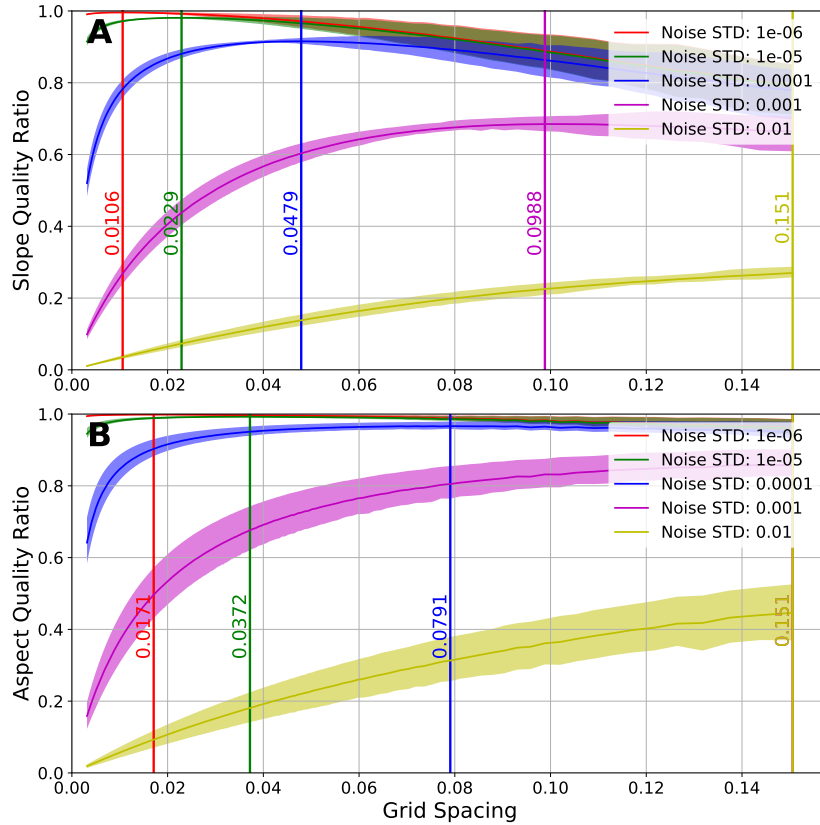 A
1.0
0.8
0.6
0.4
0.2
0.0
Slope Quality Ratio
0.0106
0.0229
0.0479
0.0988
0.151
Noise STD: 1e-06
Noise STD: 1e-05
Noise STD: 0.0001
Noise STD: 0.001
Noise STD: 0.01
0.00 0.02 0.04 0.06 0.08 0.10 0.12 0.14
B
1.0
0.8
0.6
0.4
0.2
0.0
Aspect Quality Ratio
0.0171
0.0372
0.0791
0.151
Noise STD: 1e-06
Noise STD: 1e-05
Noise STD: 0.0001
Noise STD: 0.001
Noise STD: 0.01
0.00 0.02 0.04 0.06 0.08 0.10 0.12 0.14
Grid Spacing